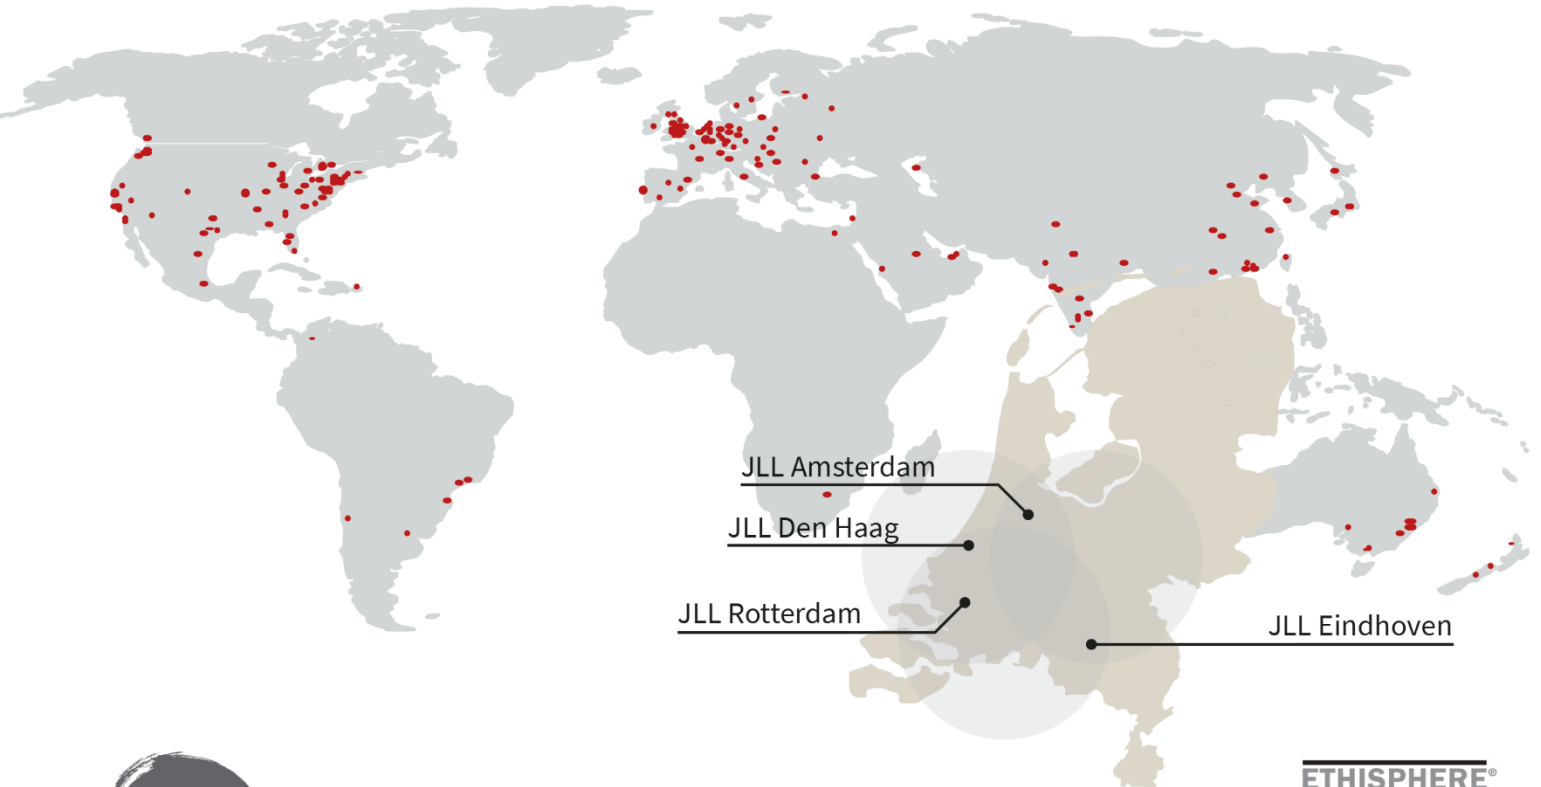 JLL Amsterdam
JLL Den Haag
JLL Rotterdam
JLL Eindhoven
ETHISPHERE®